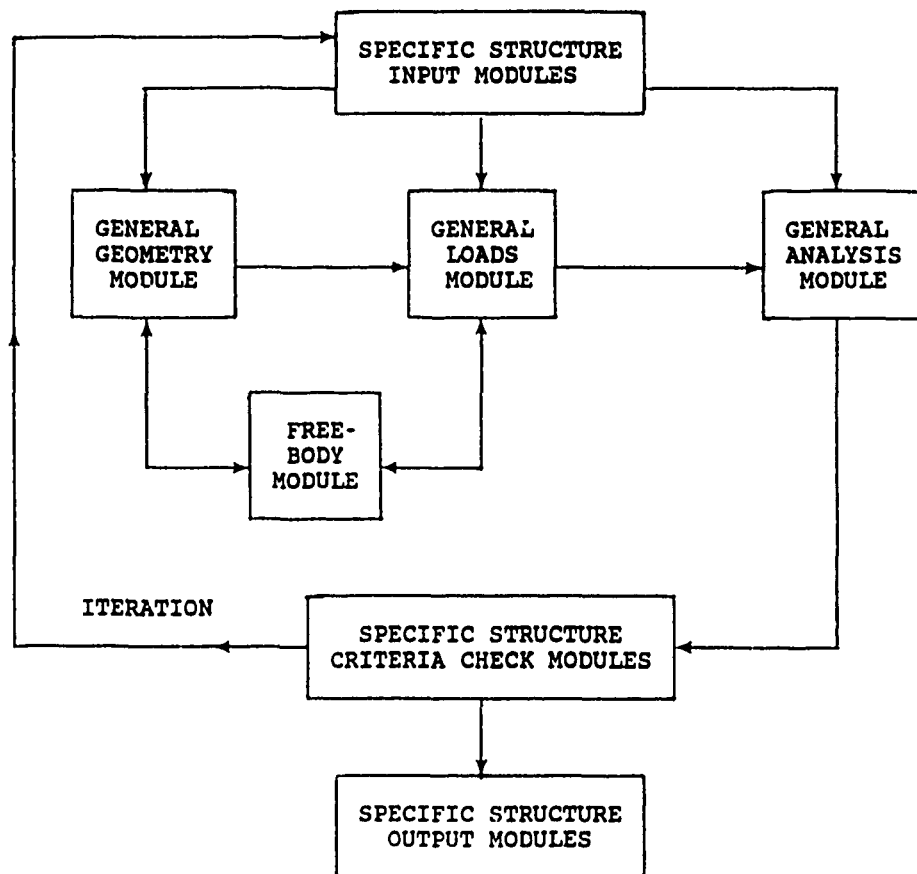 SPECIFIC STRUCTURE
INPUT MODULES
GENERAL
GEOMETRY
MODULE
GENERAL
LOADS
MODULE
GENERAL
ANALYSIS
MODULE
FREE-
BODY
MODULE
ITERATION
SPECIFIC STRUCTURE
CRITERIA CHECK MODULES
SPECIFIC STRUCTURE
OUTPUT MODULES